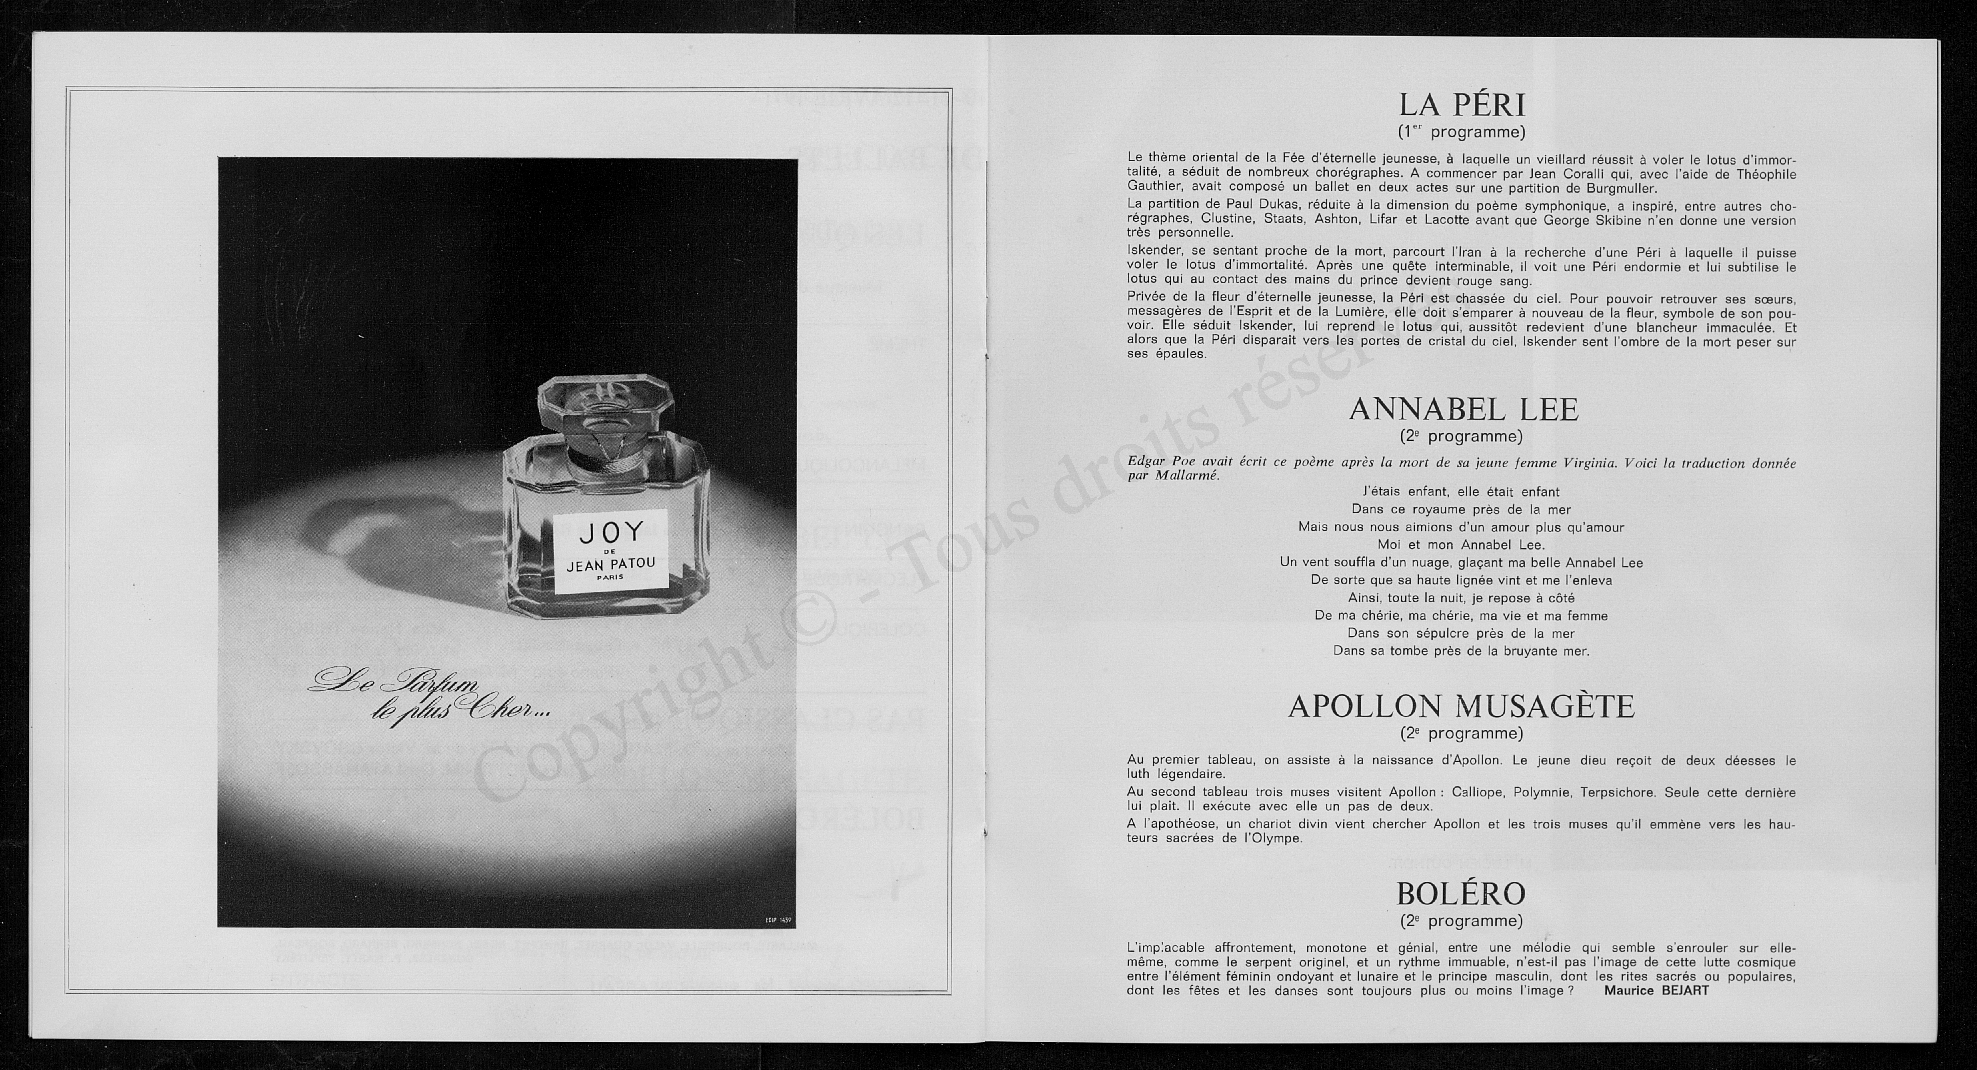 JOY
DE
JEAN PATOU
PARIS
Le Parfum
le plus Cher...
EDIP 1459
LA PÉRI
(1er programme)
Le thème oriental de la Fée d'éternelle jeunesse, à laquelle un vieillard réussit à voler le lotus d'immor-
talité, a séduit de nombreux chorégraphes. A commencer par Jean Coralli qui, avec l'aide de Théophile
Gauthier, avait composé un ballet en deux actes sur une partition de Burgmuller.
La partition de Paul Dukas, réduite à la dimension du poème symphonique, a inspiré, entre autres cho-
régraphes, Clustine, Staats, Ashton, Lifar et Lacotte avant que George Skibine n'en donne une version
très personnelle.
Iskender, se sentant proche de la mort, parcourt l'Iran à la recherche d'une Péri à laquelle il puisse
voler le lotus d'immortalité. Après une quête interminable, il voit une Péri endormie et lui subtilise le
lotus qui au contact des mains du prince devient rouge sang.
Privée de la fleur d'éternelle jeunesse, la Péri est chassée du ciel. Pour pouvoir retrouver ses sœurs,
messagères de l'Esprit et de la Lumière, elle doit s'emparer à nouveau de la fleur, symbole de son pou-
voir. Elle séduit Iskender, lui reprend le lotus qui, aussitôt redevient d'une blancheur immaculée. Et
alors que la Péri disparait vers les portes de cristal du ciel, Iskender sent l'ombre de la mort peser sur
ses épaules.
ANNABEL LEE
(2e programme)
Edgar Poe avait écrit ce poème après la mort de sa jeune femme Virginia. Voici la traduction donnée
par Mallarmé.
J'étais enfant, elle était enfant
Dans ce royaume près de la mer
Mais nous nous aimions d'un amour plus qu'amour
Moi et mon Annabel Lee.
Un vent souffla d'un nuage, glaçant ma belle Annabel Lee
De sorte que sa haute lignée vint et me l'enleva
Ainsi, toute la nuit, je repose à côté
De ma chérie, ma chérie, ma vie et ma femme
Dans son sépulcre près de la mer
Dans sa tombe près de la bruyante mer.
APOLLON MUSAGÈTE
(2e programme)
Au premier tableau, on assiste à la naissance d'Apollon. Le jeune dieu reçoit de deux déesses le
luth légendaire.
Au second tableau trois muses visitent Apollon : Calliope, Polymnie, Terpsichore. Seule cette dernière
lui plait. Il exécute avec elle un pas de deux.
A l'apothéose, un chariot divin vient chercher Apollon et les trois muses qu'il emmène vers les hau-
teurs sacrées de l'Olympe.
BOLÉRO
(2e programme)
L'implacable affrontement, monotone et génial, entre une mélodie qui semble s'enrouler sur elle-
même, comme le serpent originel, et un rythme immuable, n'est-il pas l'image de cette lutte cosmique
entre l'élément féminin ondoyant et lunaire et le principe masculin, dont les rites sacrés ou populaires,
dont les fêtes et les danses sont toujours plus ou moins l'image ? Maurice BEJART
Copyright © - Tous droits réservés